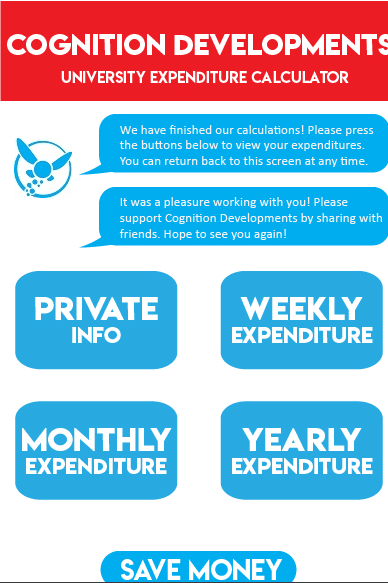 COGNITION DEVELOPMENTS
UNIVERSITY EXPENDITURE CALCULATOR
We have finished our calculations! Please press
the buttons below to view your expenditures.
You can return back to this screen at any time.
It was a pleasure working with you! Please
support Cognition Developments by sharing with
friends. Hope to see you again!
PRIVATE
INFO
WEEKLY
EXPENDITURE
MONTHLY
EXPENDITURE
YEARLY
EXPENDITURE
SAVE MONEY